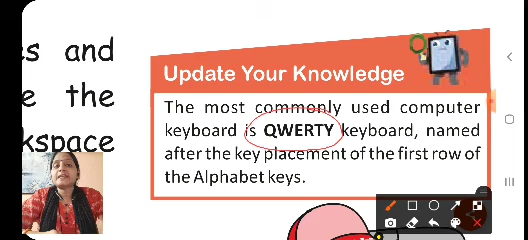 s and
e the
kspace
Update Your Knowledge
The most commonly used computer
keyboard is QWERTY keyboard, named
after the key placement of the first row of
the Alphabet keys.